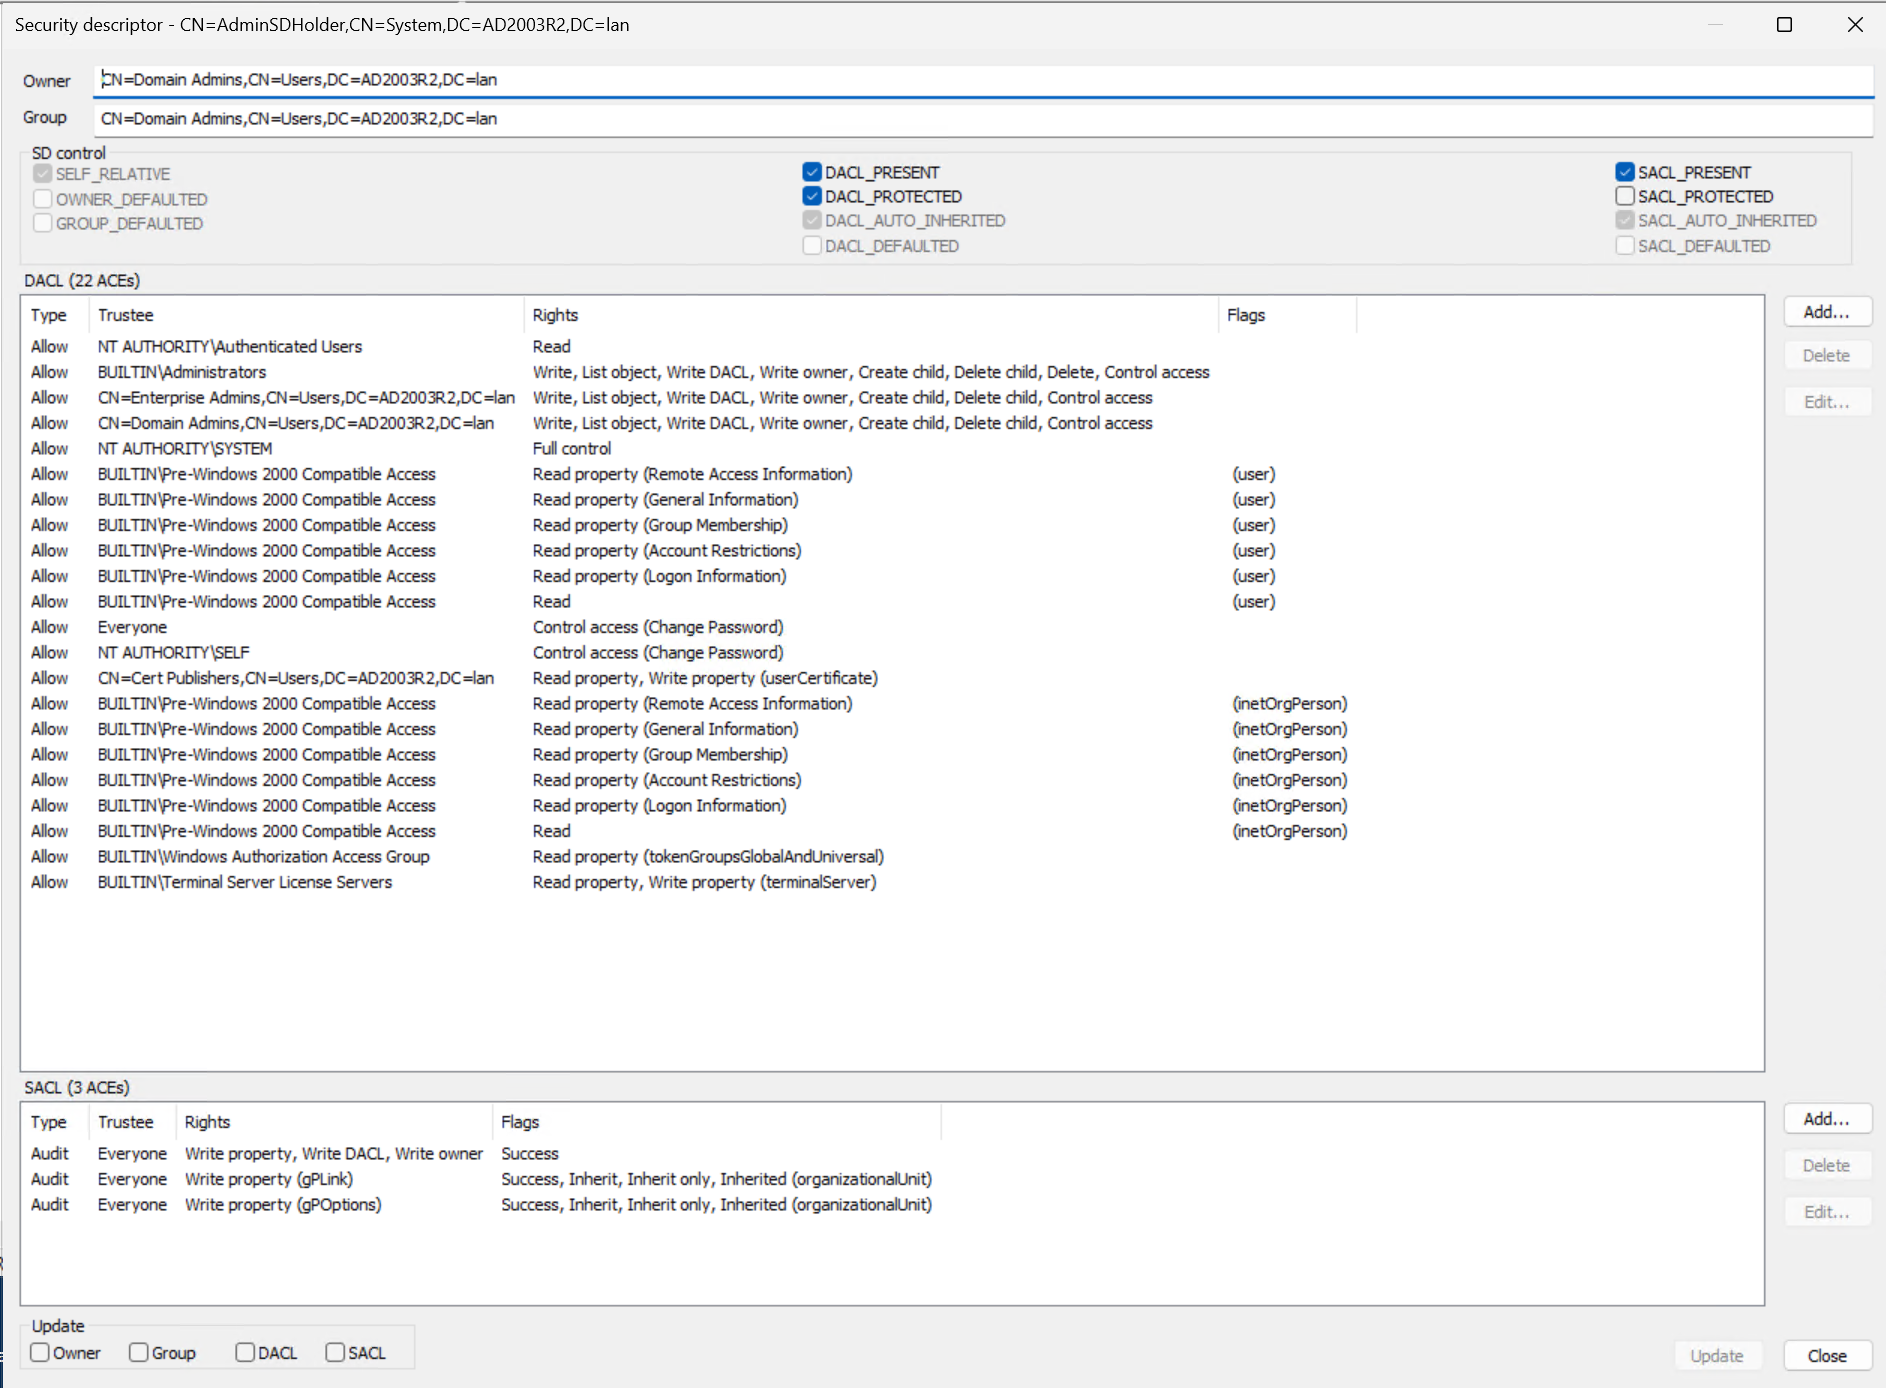 Security descriptor - CN=AdminSDHolder,CN=System,DC=AD2003R2,DC=lan
Owner CN=Domain Admins,CN=Users,DC=AD2003R2,DC=lan
Group CN=Domain Admins,CN=Users,DC=AD2003R2,DC=lan
SD control
SELF_RELATIVE DACL_PRESENT SACL_PRESENT
OWNER_DEFAULTED DACL_PROTECTED SACL_PROTECTED
GROUP_DEFAULTED DACL_AUTO_INHERITED SACL_AUTO_INHERITED
DACL_DEFAULTED SACL_DEFAULTED
DACL (22 ACEs)
Type Trustee Rights Flags Add...
Allow NT AUTHORITY\Authenticated Users Read Delete
Allow BUILTIN\Administrators Write, List object, Write DACL, Write owner, Create child, Delete child, Delete, Control access
Allow CN=Enterprise Admins,CN=Users,DC=AD2003R2,DC=lan Write, List object, Write DACL, Write owner, Create child, Delete child, Control access Edit...
Allow CN=Domain Admins,CN=Users,DC=AD2003R2,DC=lan Write, List object, Write DACL, Write owner, Create child, Delete child, Control access
Allow NT AUTHORITY\SYSTEM Full control
Allow BUILTIN\Pre-Windows 2000 Compatible Access Read property (Remote Access Information) (user)
Allow BUILTIN\Pre-Windows 2000 Compatible Access Read property (General Information) (user)
Allow BUILTIN\Pre-Windows 2000 Compatible Access Read property (Group Membership) (user)
Allow BUILTIN\Pre-Windows 2000 Compatible Access Read property (Account Restrictions) (user)
Allow BUILTIN\Pre-Windows 2000 Compatible Access Read property (Logon Information) (user)
Allow BUILTIN\Pre-Windows 2000 Compatible Access Read (user)
Allow Everyone Control access (Change Password)
Allow NT AUTHORITY\SELF Control access (Change Password)
Allow CN=Cert Publishers,CN=Users,DC=AD2003R2,DC=lan Read property, Write property (userCertificate)
Allow BUILTIN\Pre-Windows 2000 Compatible Access Read property (Remote Access Information) (inetOrgPerson)
Allow BUILTIN\Pre-Windows 2000 Compatible Access Read property (General Information) (inetOrgPerson)
Allow BUILTIN\Pre-Windows 2000 Compatible Access Read property (Group Membership) (inetOrgPerson)
Allow BUILTIN\Pre-Windows 2000 Compatible Access Read property (Account Restrictions) (inetOrgPerson)
Allow BUILTIN\Pre-Windows 2000 Compatible Access Read property (Logon Information) (inetOrgPerson)
Allow BUILTIN\Pre-Windows 2000 Compatible Access Read (inetOrgPerson)
Allow BUILTIN\Windows Authorization Access Group Read property (tokenGroupsGlobalAndUniversal)
Allow BUILTIN\Terminal Server License Servers Read property, Write property (terminalServer)
SACL (3 ACEs)
Type Trustee Rights Flags Add...
Audit Everyone Write property, Write DACL, Write owner Success
Audit Everyone Write property (gPLink) Success, Inherit, Inherit only, Inherited (organizationalUnit) Delete
Audit Everyone Write property (gPOptions) Success, Inherit, Inherit only, Inherited (organizationalUnit) Edit...
Update
Owner Group DACL SACL Update Close